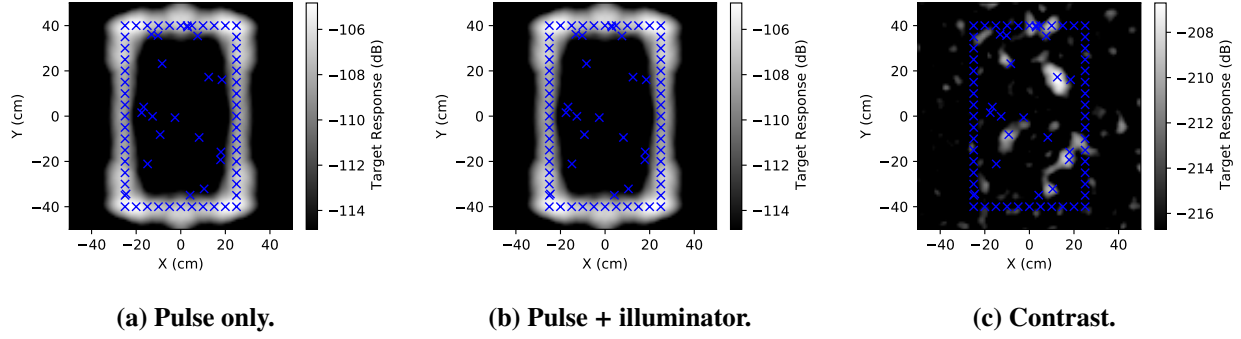 40
20
0
−20
−40
Y (cm)
−40 −20 0 20 40
X (cm)
−106
−108
−110
−112
−114
Target Response (dB)
(a) Pulse only.
40
20
0
−20
−40
Y (cm)
−40 −20 0 20 40
X (cm)
−106
−108
−110
−112
−114
Target Response (dB)
(b) Pulse + illuminator.
40
20
0
−20
−40
Y (cm)
−40 −20 0 20 40
X (cm)
−208
−210
−212
−214
−216
Target Response (dB)
(c) Contrast.